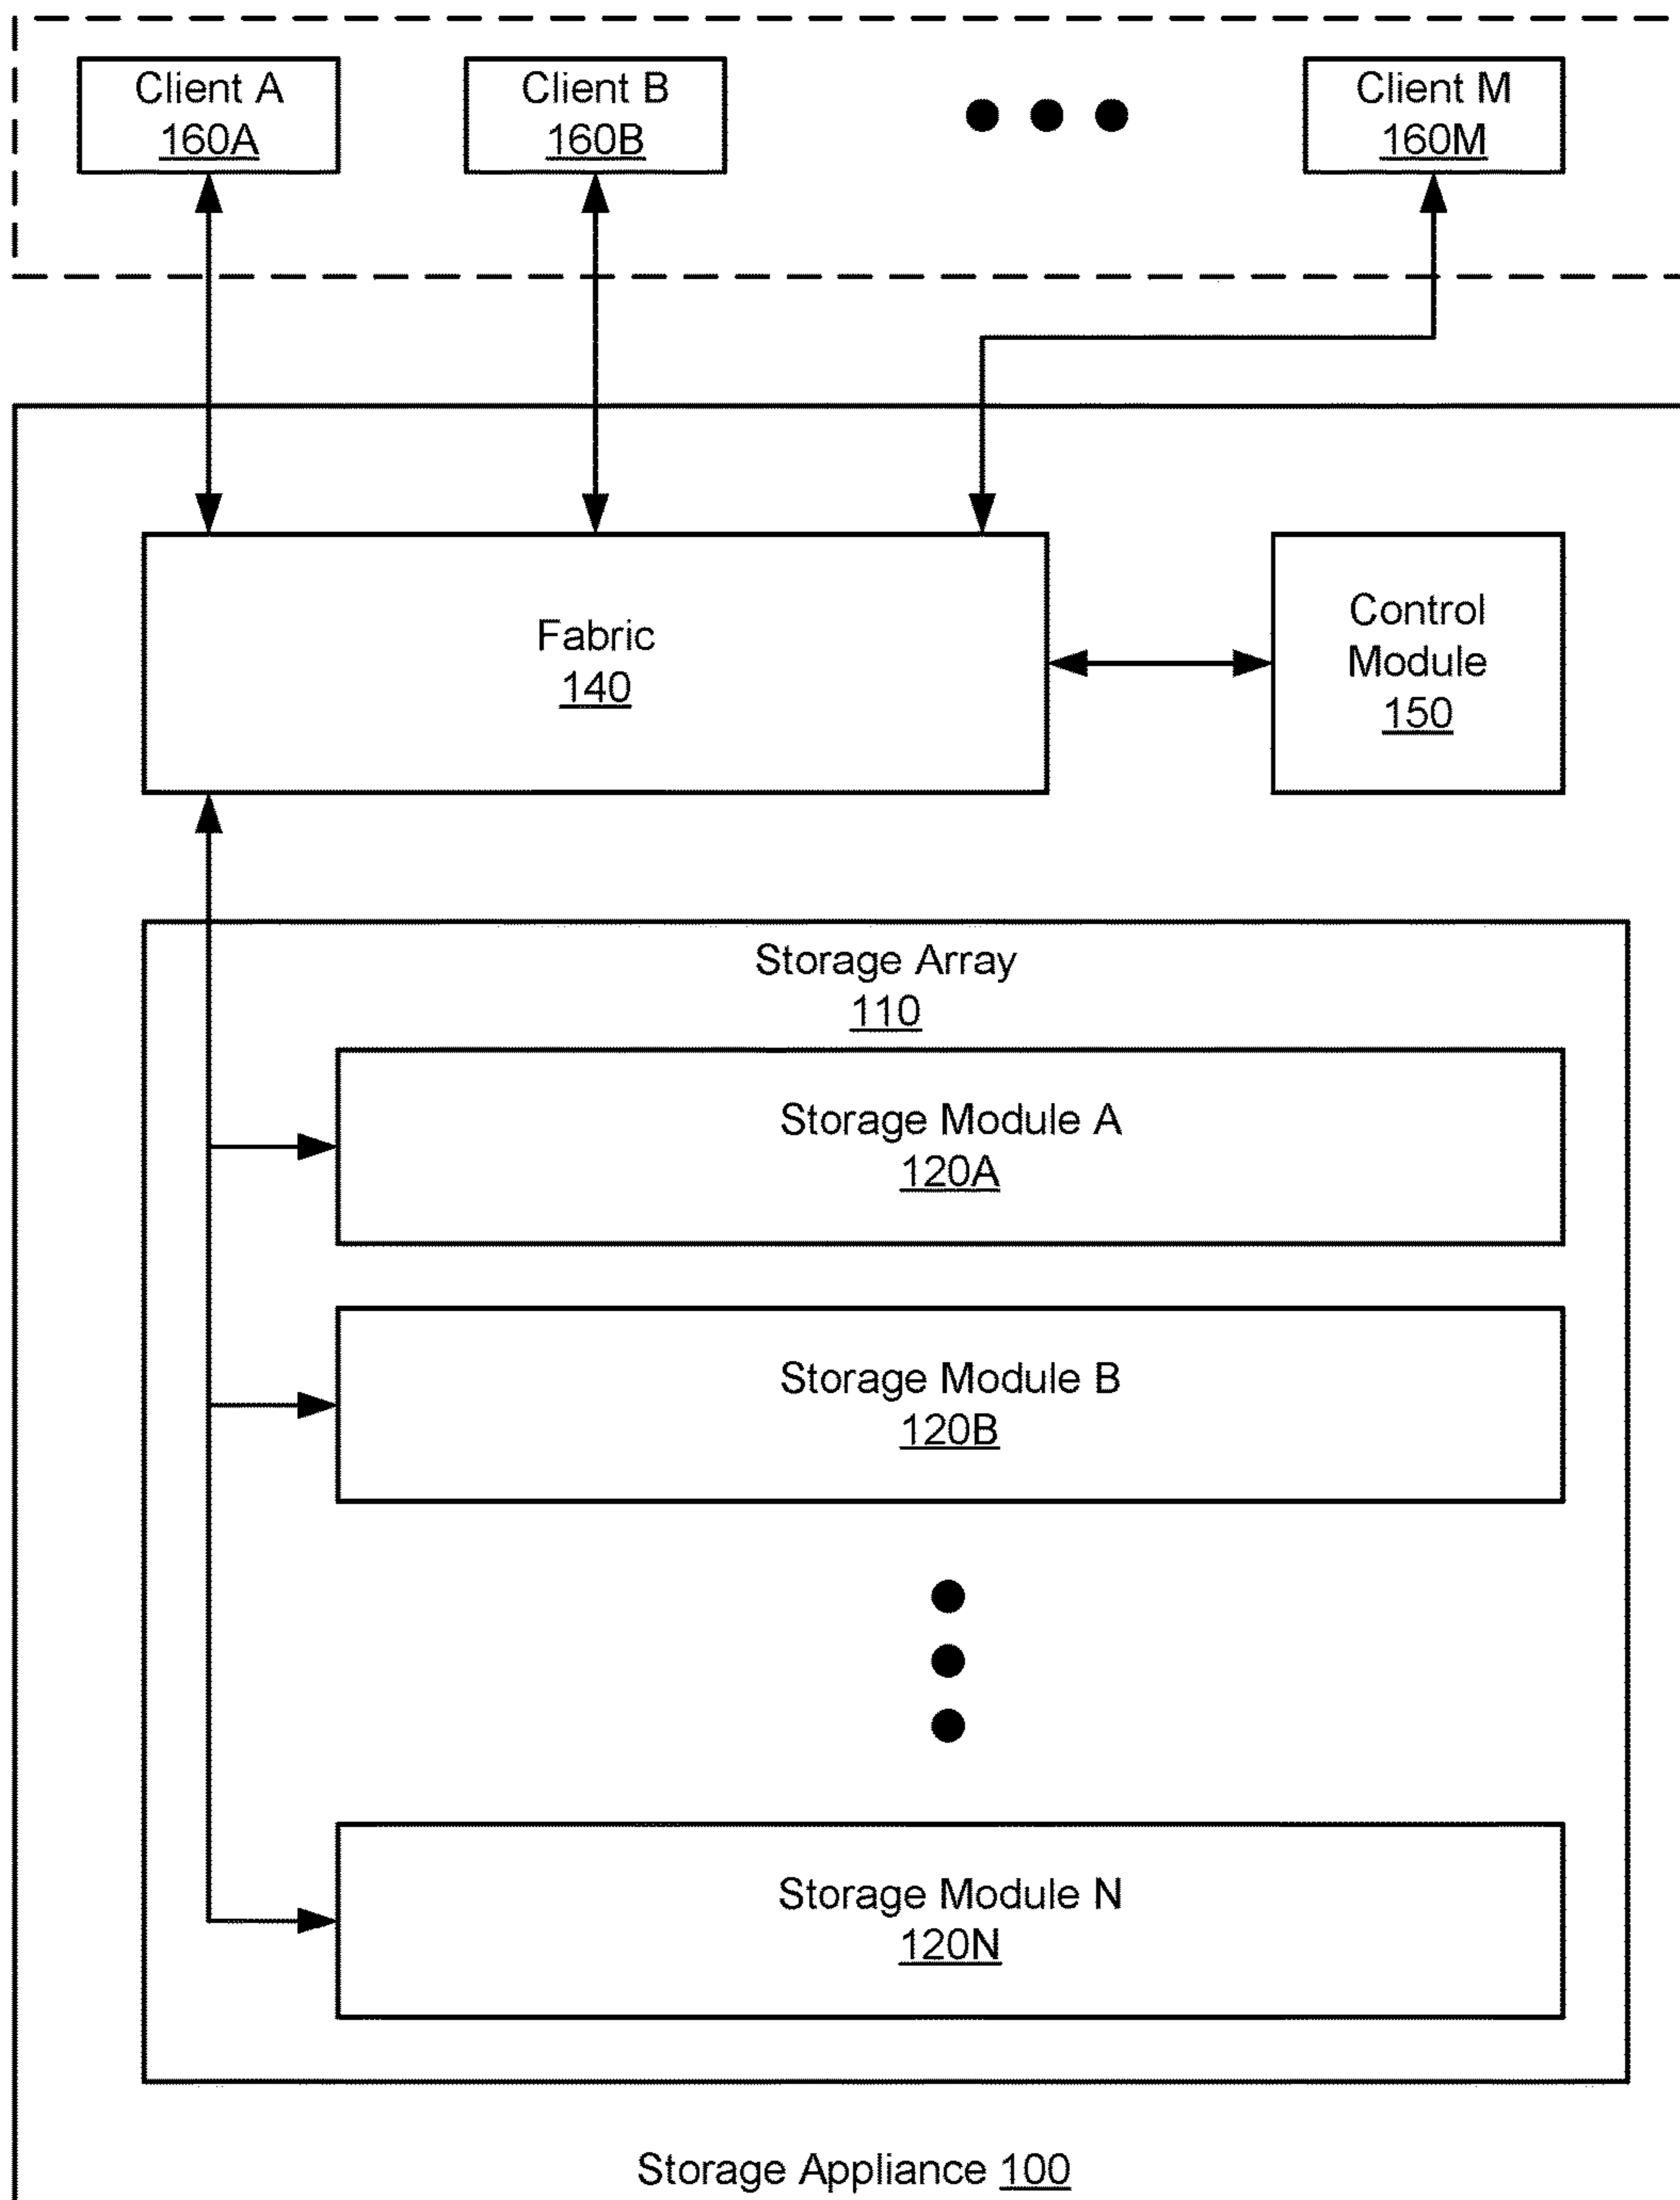 Client A
160A
Client B
160B
Client M
160M
Fabric
140
Control
Module
150
Storage Array
110
Storage Module A
120A
Storage Module B
120B
Storage Module N
120N
Storage Appliance 100